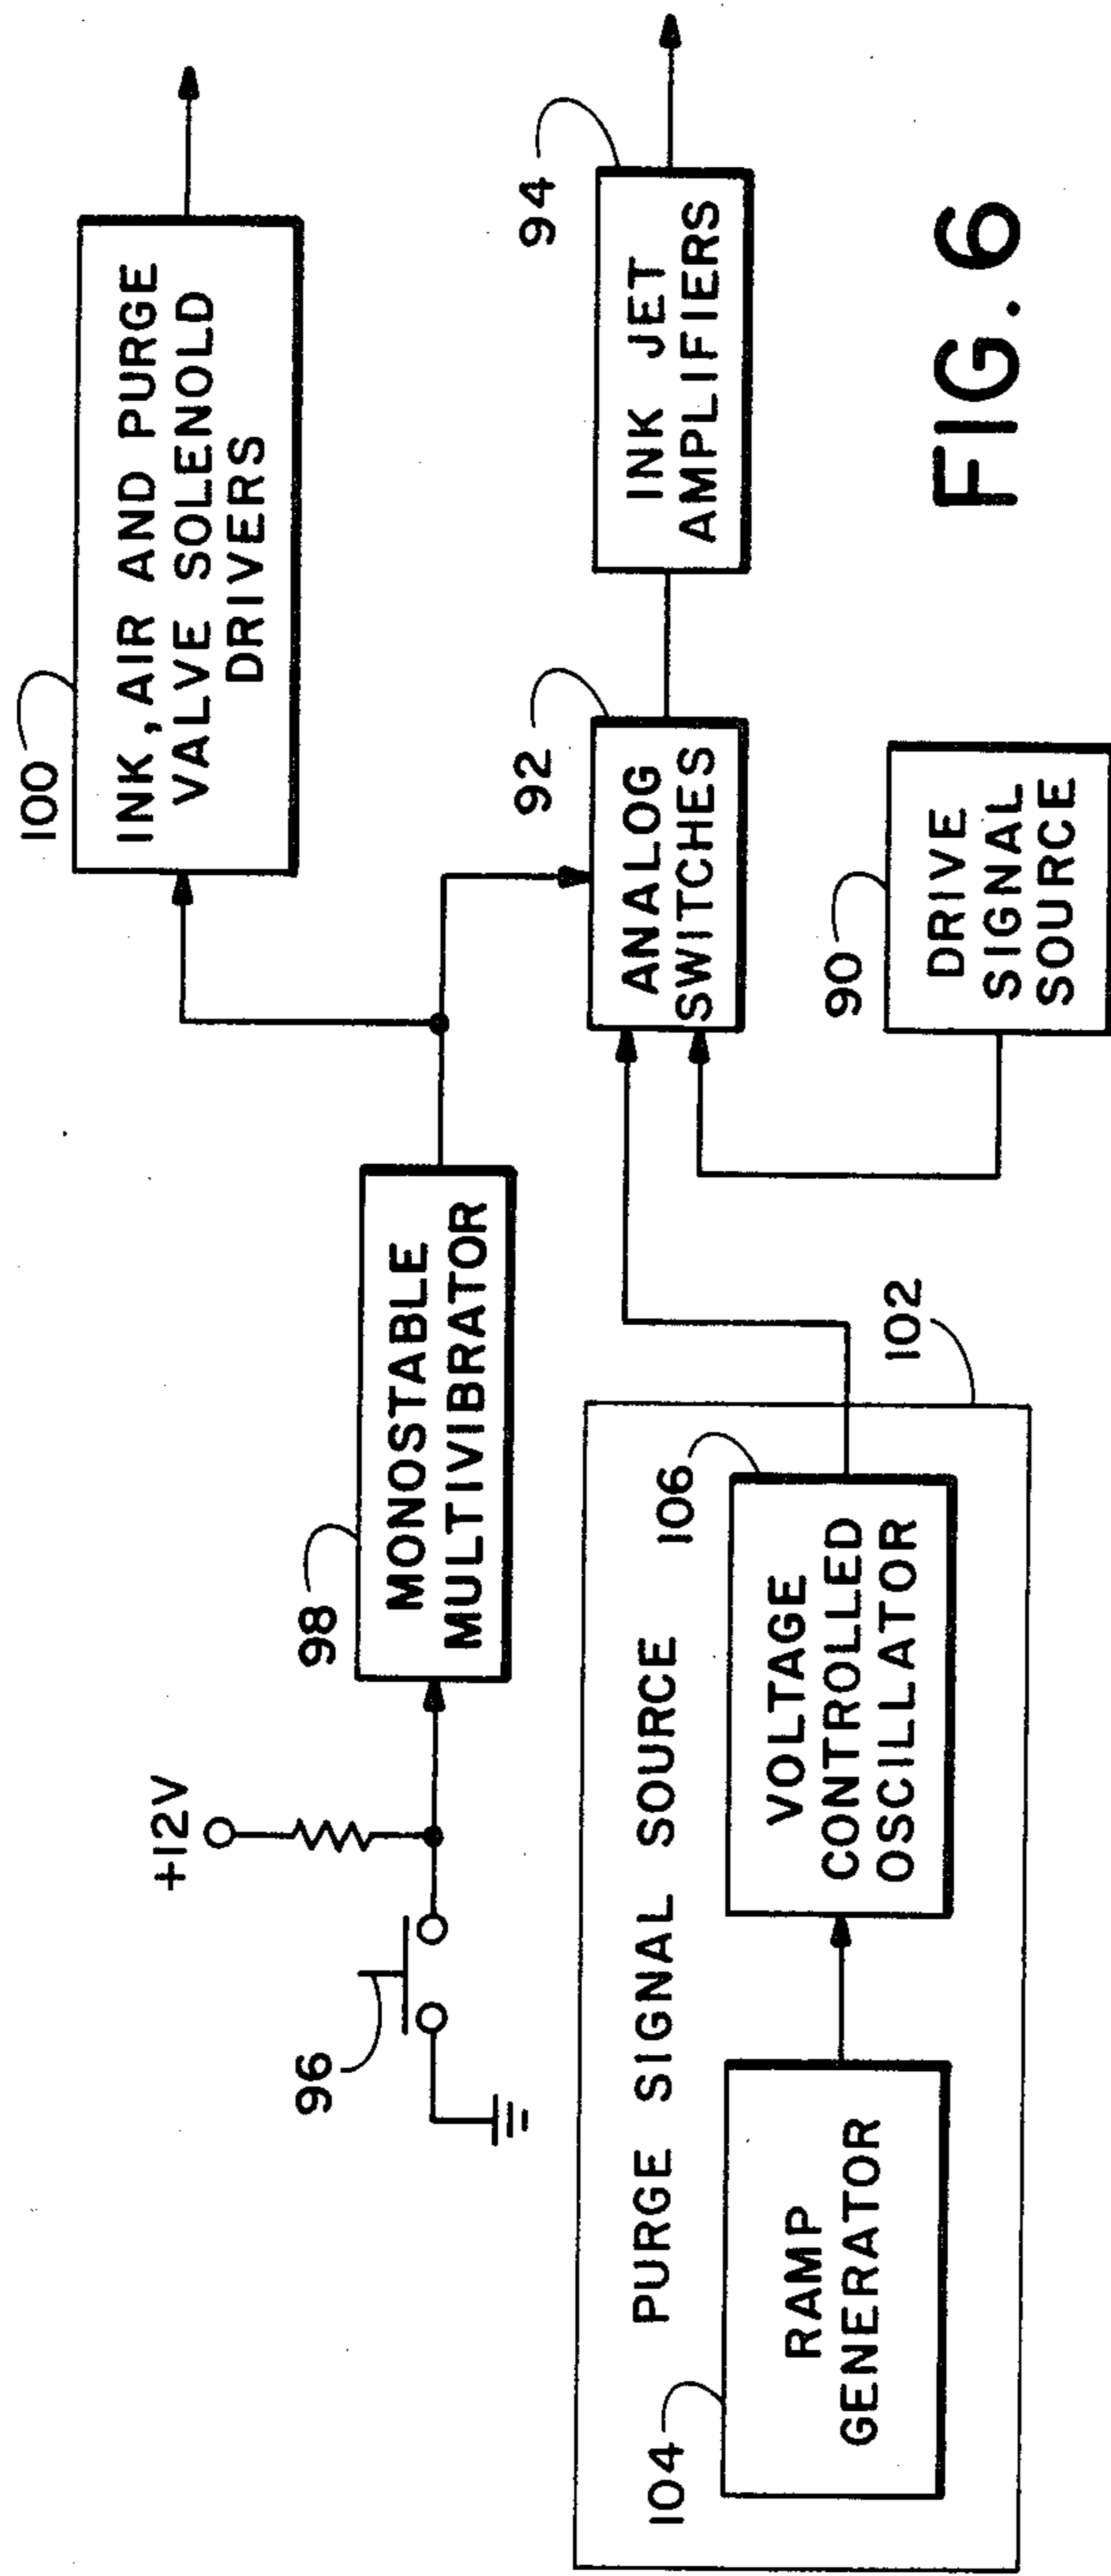 100
INK, AIR AND PURGE
VALVE SOLENOLD
DRIVERS
+12V
96
98
MONOSTABLE
MULTIVIBRATOR
92
ANALOG
SWITCHES
94
INK JET
AMPLIFIERS
PURGE SIGNAL SOURCE
102
104
RAMP
GENERATOR
106
VOLTAGE
CONTROLLED
OSCILLATOR
90
DRIVE
SIGNAL
SOURCE
FIG. 6